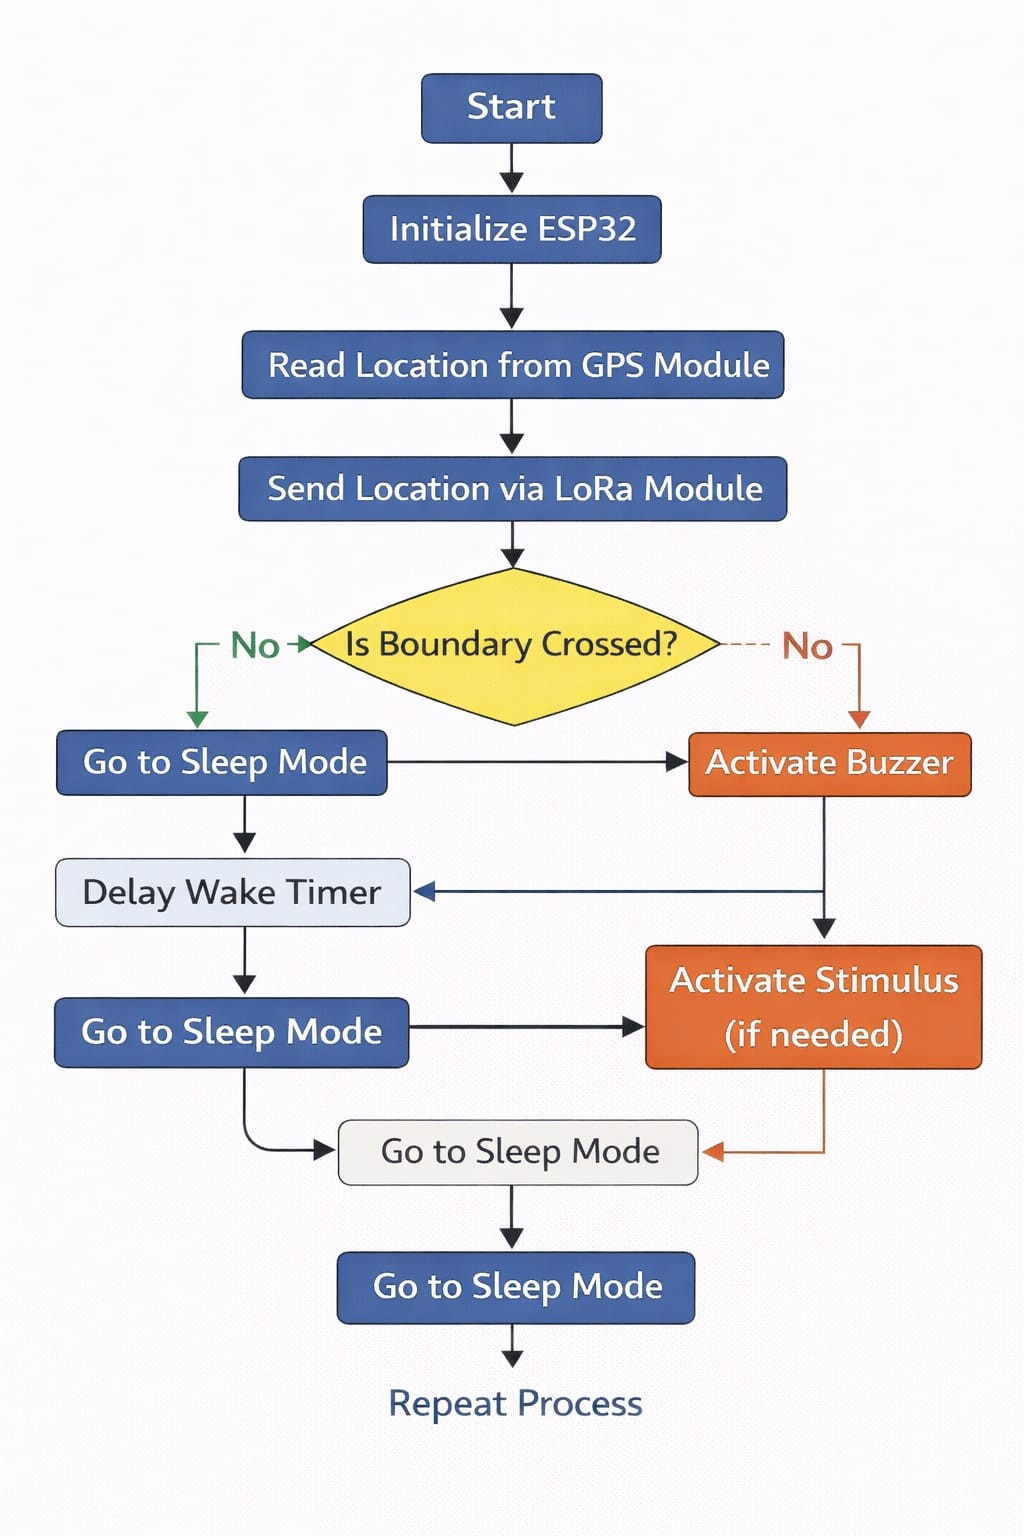 Start
Initialize ESP32
Read Location from GPS Module
Send Location via LoRa Module
Is Boundary Crossed?
No
No
Go to Sleep Mode
Activate Buzzer
Delay Wake Timer
Activate Stimulus
(if needed)
Go to Sleep Mode
Go to Sleep Mode
Go to Sleep Mode
Repeat Process